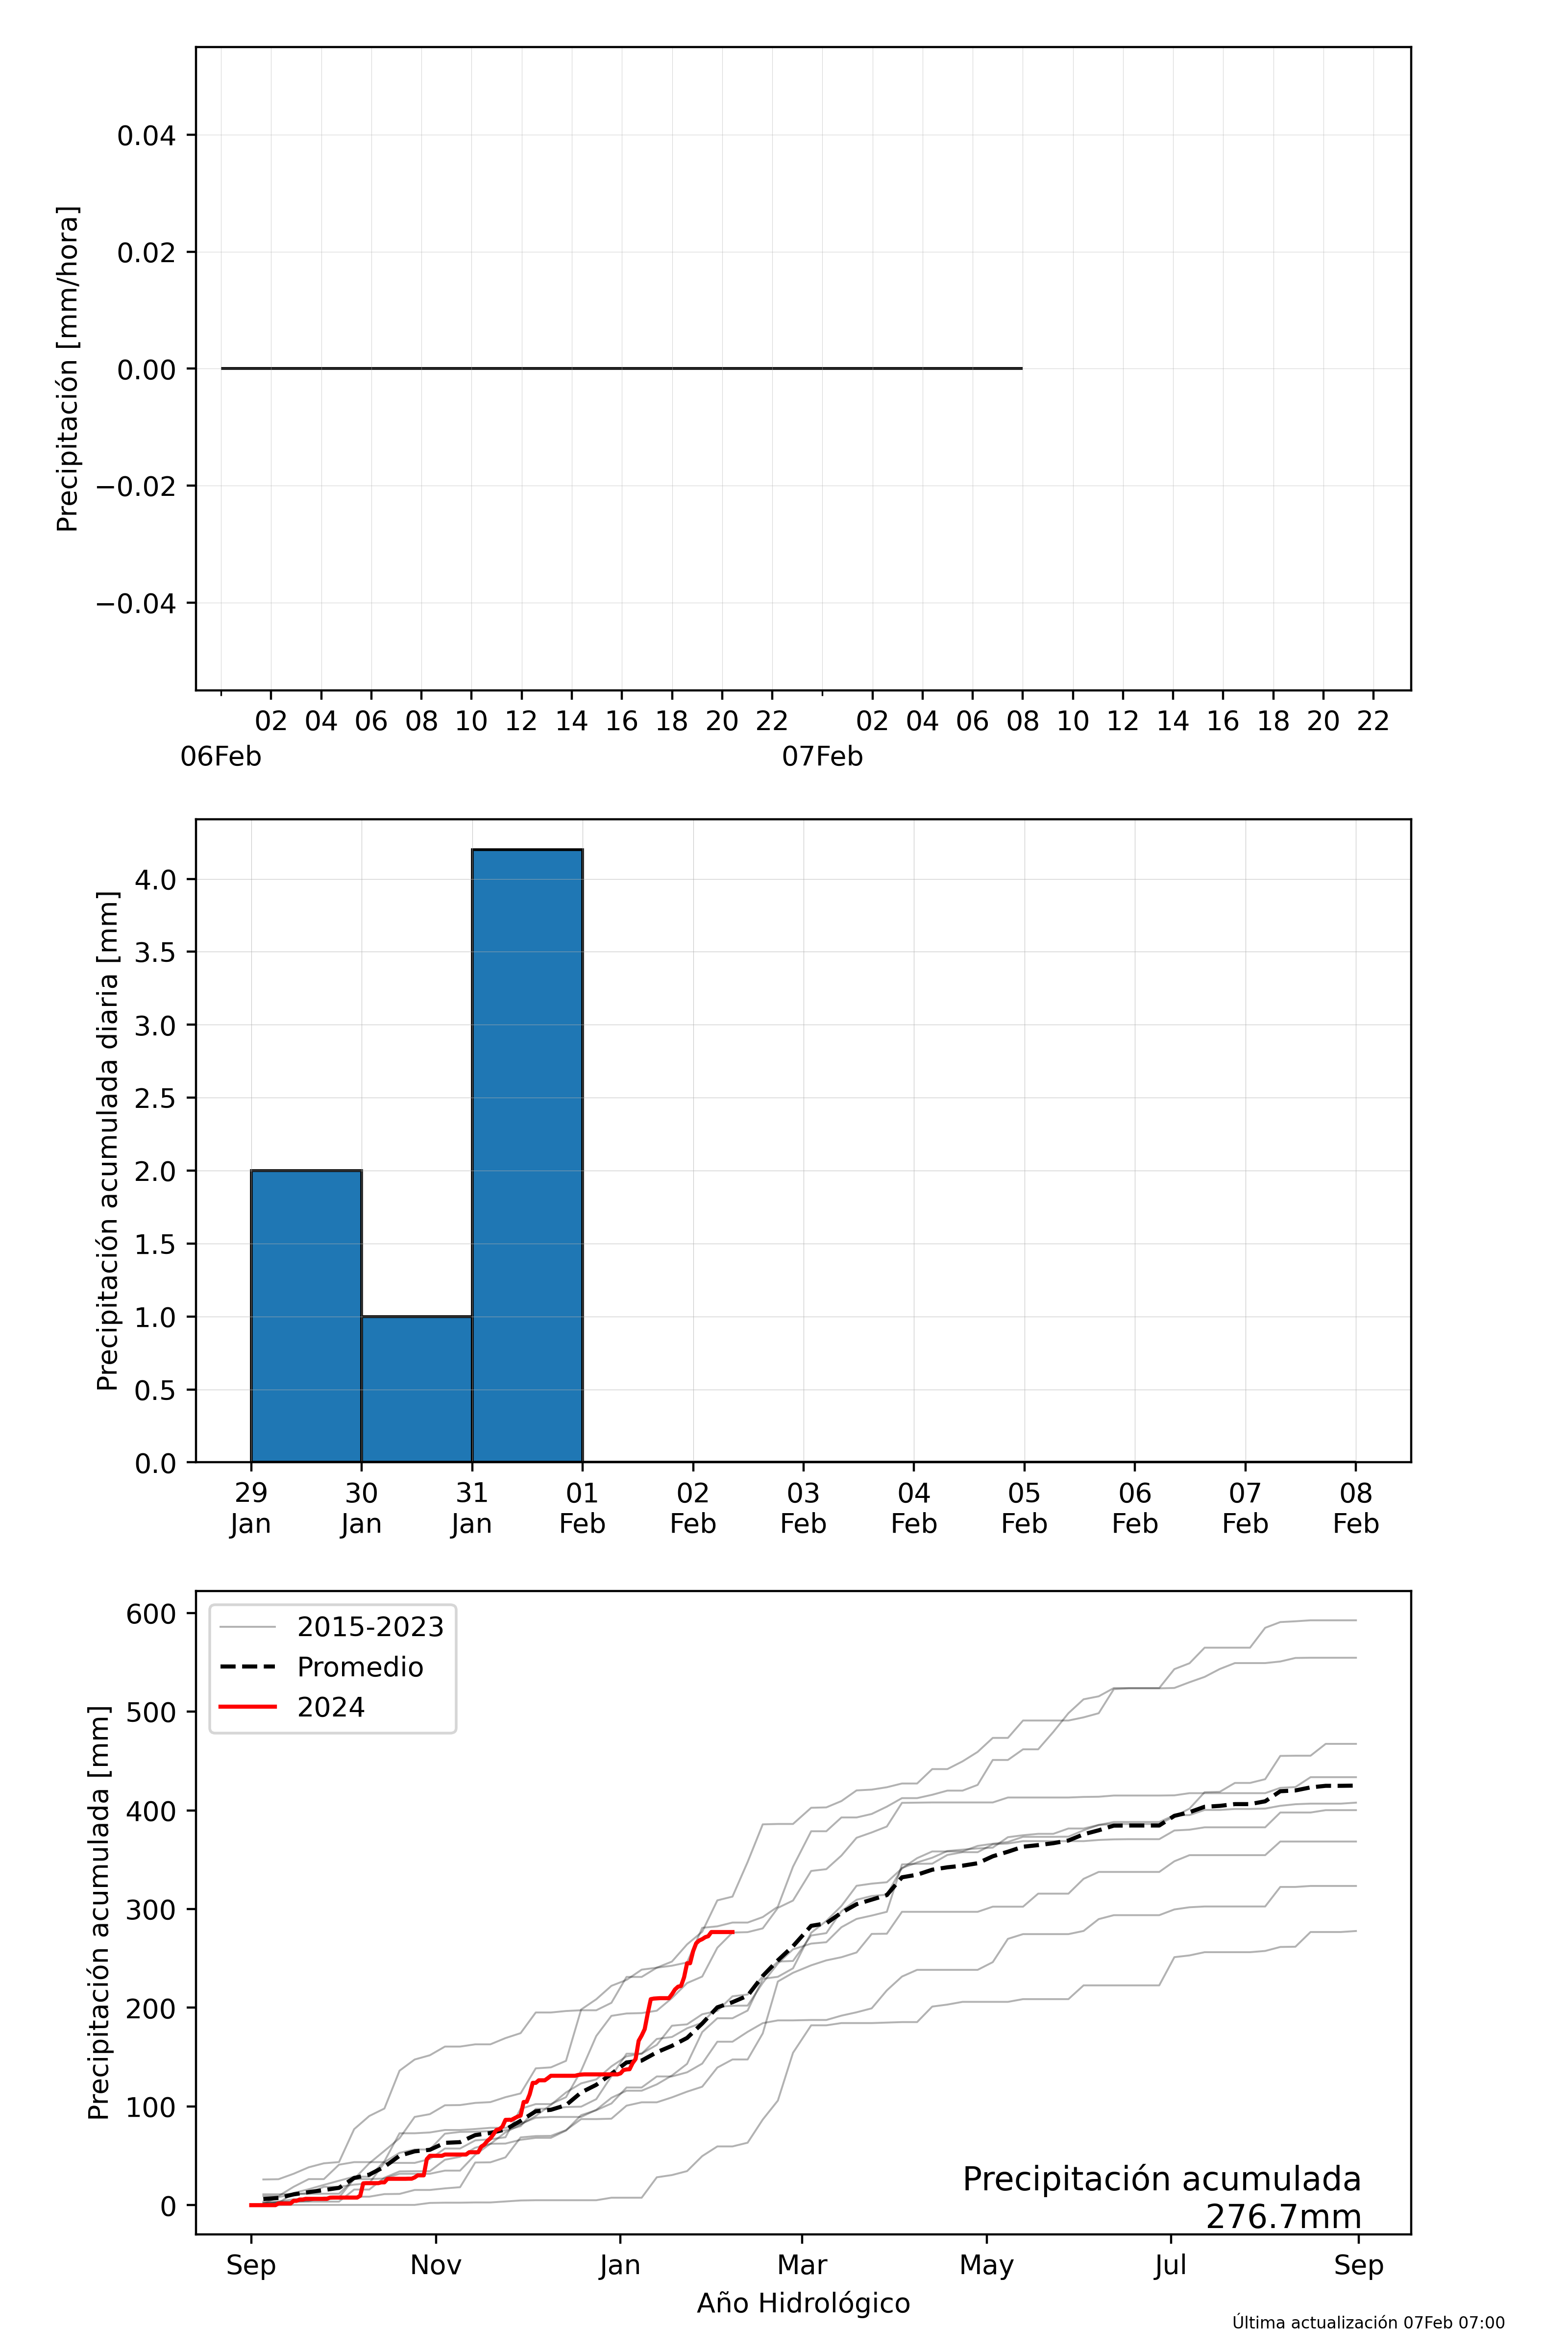 Precipitación [mm/hora]
0.04
0.02
0.00
−0.02
−0.04
02 04 06 08 10 12 14 16 18 20 22 02 04 06 08 10 12 14 16 18 20 22
06Feb 07Feb
Precipitación acumulada diaria [mm]
4.0
3.5
3.0
2.5
2.0
1.5
1.0
0.5
0.0
29 30 31 01 02 03 04 05 06 07 08
Jan Jan Jan Feb Feb Feb Feb Feb Feb Feb Feb
Precipitación acumulada [mm]
600
500
400
300
200
100
0
2015-2023
Promedio
2024
Precipitación acumulada
276.7mm
Sep Nov Jan Mar May Jul Sep
Año Hidrológico
Última actualización 07Feb 07:00